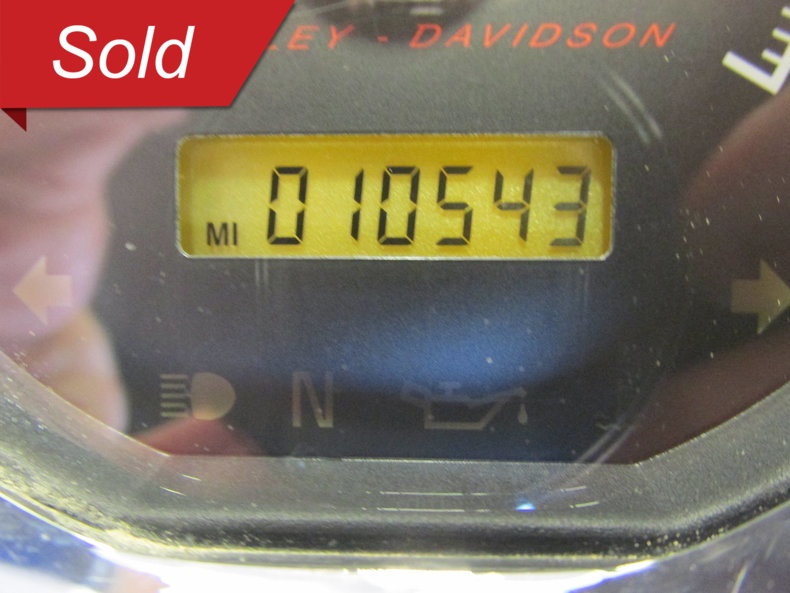 Sold
LEY - DAVIDSON
MI 010543
N